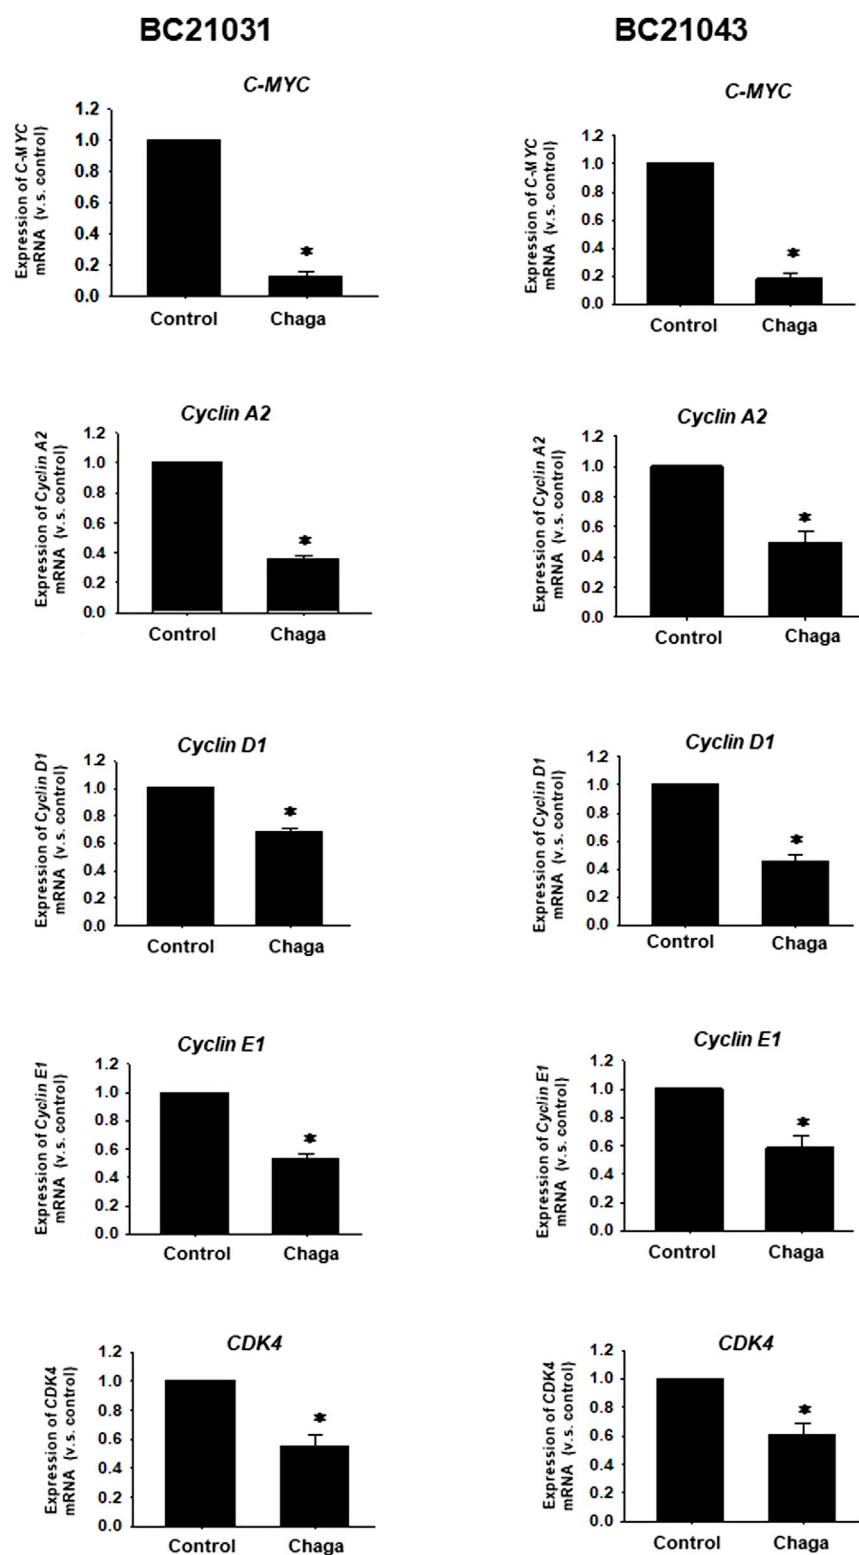 BC21031
BC21043
C-MYC
Expression of C-MYC
mRNA (v.s. control)
1.2
1.0
0.8
0.6
0.4
0.2
0.0
*
Control Chaga
C-MYC
Expression of C-MYC
mRNA (v.s. control)
1.2
1.0
0.8
0.6
0.4
0.2
0.0
*
Control Chaga
Cyclin A2
Expression of Cyclin A2
mRNA (v.s. control)
1.2
1.0
0.8
0.6
0.4
0.2
0.0
*
Control Chaga
Cyclin A2
Expression of Cyclin A2
mRNA (v.s. control)
1.2
1.0
0.8
0.6
0.4
0.2
0.0
*
Control Chaga
Cyclin D1
Expression of Cyclin D1
mRNA (v.s. control)
1.2
1.0
0.8
0.6
0.4
0.2
0.0
*
Control Chaga
Cyclin D1
Expression of Cyclin D1
mRNA (v.s. control)
1.2
1.0
0.8
0.6
0.4
0.2
0.0
*
Control Chaga
Cyclin E1
Expression of Cyclin E1
mRNA (v.s. control)
1.2
1.0
0.8
0.6
0.4
0.2
0.0
*
Control Chaga
Cyclin E1
Expression of Cyclin E1
mRNA (v.s. control)
1.2
1.0
0.8
0.6
0.4
0.2
0.0
*
Control Chaga
CDK4
Expression of CDK4
mRNA (v.s. control)
1.2
1.0
0.8
0.6
0.4
0.2
0.0
*
Control Chaga
CDK4
Expression of CDK4
mRNA (v.s. control)
1.2
1.0
0.8
0.6
0.4
0.2
0.0
*
Control Chaga